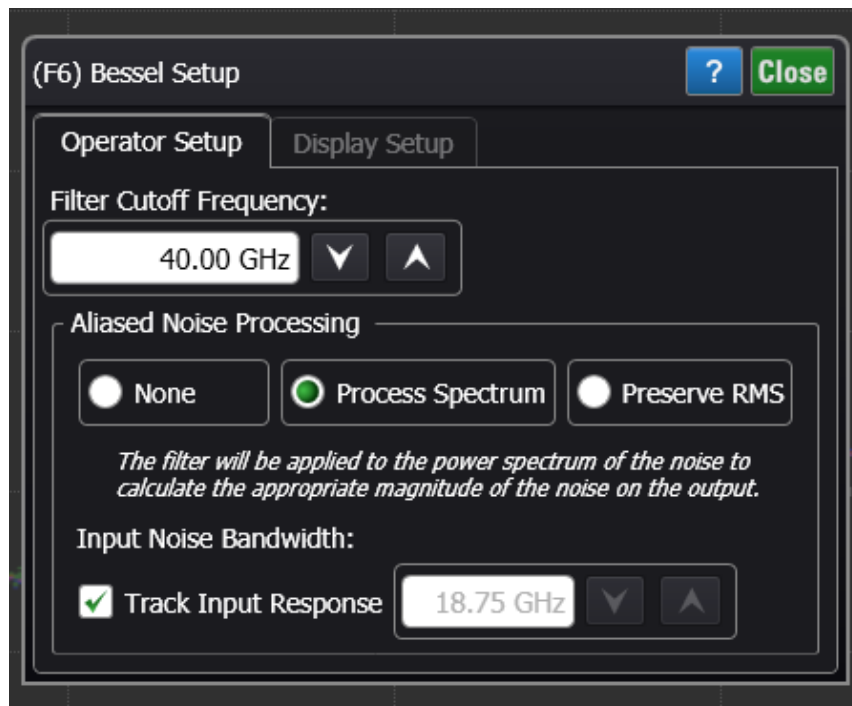 (F6) Bessel Setup
? Close
Operator Setup Display Setup
Filter Cutoff Frequency:
40.00 GHz
Aliased Noise Processing
None Process Spectrum Preserve RMS
The filter will be applied to the power spectrum of the noise to
calculate the appropriate magnitude of the noise on the output.
Input Noise Bandwidth:
Track Input Response 18.75 GHz